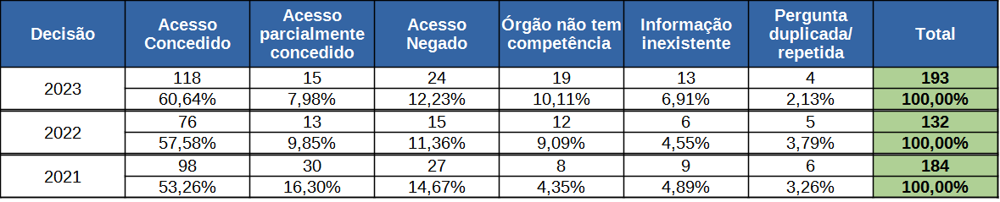 Decisão Acesso Concedido Acesso parcialmente concedido Acesso Negado Órgão não tem competência Informação inexistente Pergunta duplicada/ repetida Total
2023 118 15 24 19 13 4 193
60,64% 7,98% 12,23% 10,11% 6,91% 2,13% 100,00%
2022 76 13 15 12 6 5 132
57,58% 9,85% 11,36% 9,09% 4,55% 3,79% 100,00%
2021 98 30 27 8 9 6 184
53,26% 16,30% 14,67% 4,35% 4,89% 3,26% 100,00%